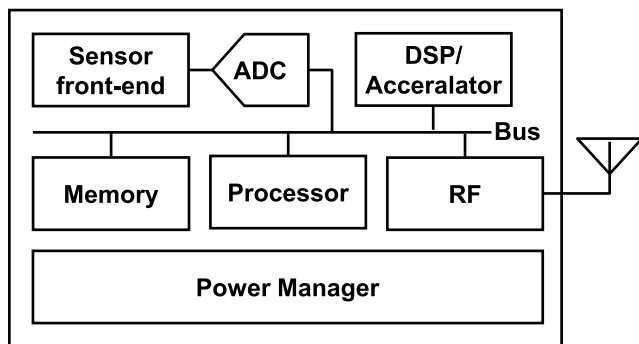 Sensor
front-end
ADC
DSP/
Acceralator
Bus
Memory
Processor
RF
Power Manager